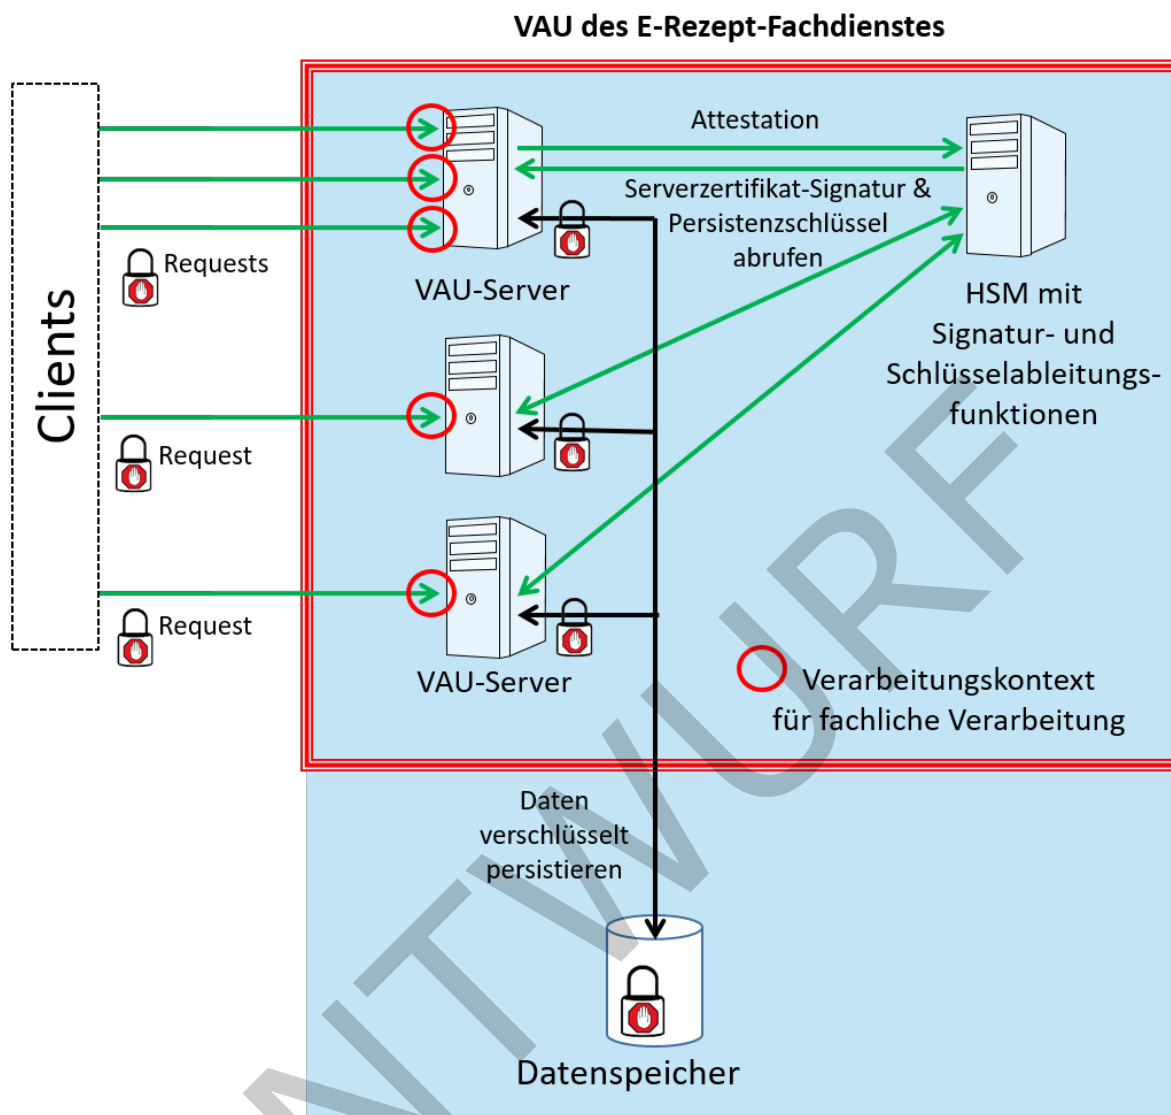 VAU des E-Rezept-Fachdienstes
Clients
Requests
Request
Request
VAU-Server
VAU-Server
Attestation
Serverzertifikat-Signatur &
Persistenzschlüssel
abrufen
HSM mit
Signatur- und
Schlüsselableitungs-
funktionen
Verarbeitungskontext
für fachliche Verarbeitung
Daten
verschlüsselt
persistieren
Datenspeicher
NTWURF